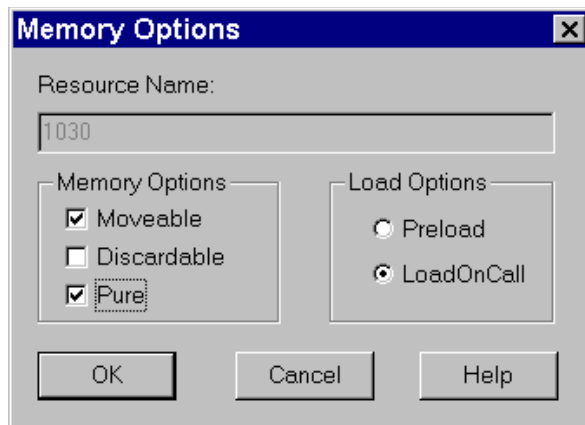 Memory Options
Resource Name:
1030
Memory Options
Moveable
Discardable
Pure
Load Options
Preload
LoadOnCall
OK
Cancel
Help